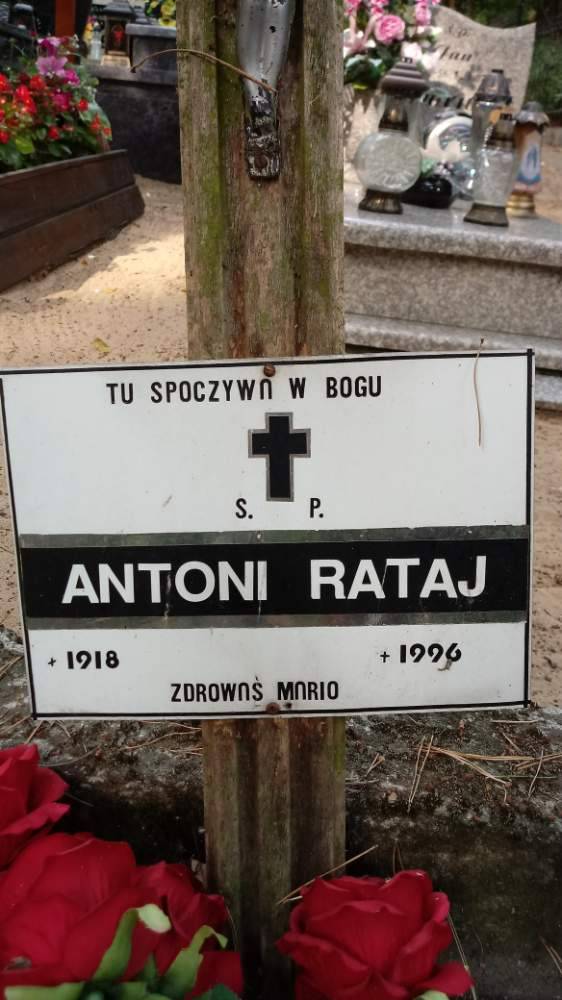 TU SPOCZYWA W BOGU
S. P.
ANTONI RATAJ
+ 1918 + 1996
ZDROWAŚ MARIO